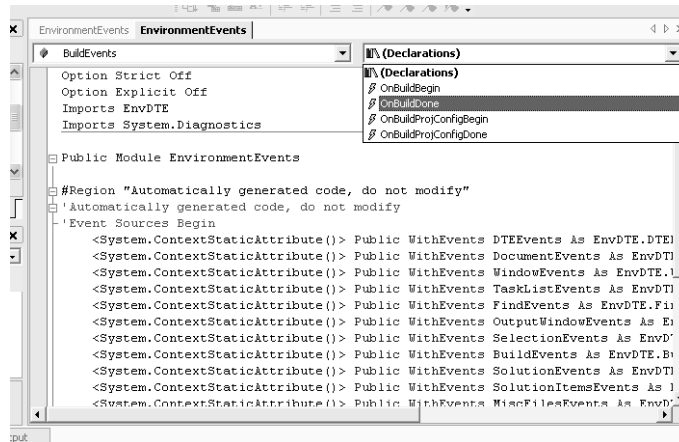 EnvironmentEvents EnvironmentEvents
BuildEvents (Declarations)
(Declarations)
OnBuildBegin
OnBuildDone
OnBuildProjConfigBegin
OnBuildProjConfigDone
Option Strict Off
Option Explicit Off
Imports EnvDTE
Imports System.Diagnostics
Public Module EnvironmentEvents
#Region "Automatically generated code, do not modify"
'Automatically generated code, do not modify
'Event Sources Begin
<System.ContextStaticAttribute()> Public WithEvents DTEEvents As EnvDTE.DTE
<System.ContextStaticAttribute()> Public WithEvents DocumentEvents As EnvDT
<System.ContextStaticAttribute()> Public WithEvents WindowEvents As EnvDTE.
<System.ContextStaticAttribute()> Public WithEvents TaskListEvents As EnvDT
<System.ContextStaticAttribute()> Public WithEvents FindEvents As EnvDTE.Fi
<System.ContextStaticAttribute()> Public WithEvents OutputWindowEvents As E
<System.ContextStaticAttribute()> Public WithEvents SelectionEvents As EnvD
<System.ContextStaticAttribute()> Public WithEvents BuildEvents As EnvDTE.B
<System.ContextStaticAttribute()> Public WithEvents SolutionEvents As EnvDT
<System.ContextStaticAttribute()> Public WithEvents SolutionItemsEvents As
<System.ContextStaticAttribute()> Public WithEvents MiscFilesEvents As EnvD
tput